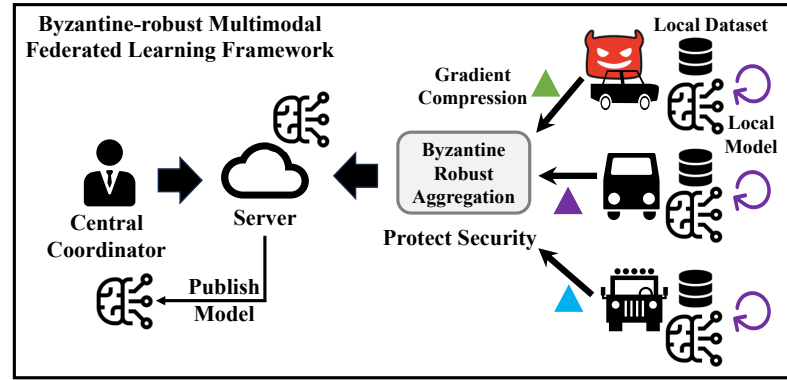 Byzantine-robust Multimodal
Federated Learning Framework
Local Dataset
Gradient
Compression
Local
Model
Byzantine
Robust
Aggregation
Server
Central
Coordinator
Protect Security
Publish
Model